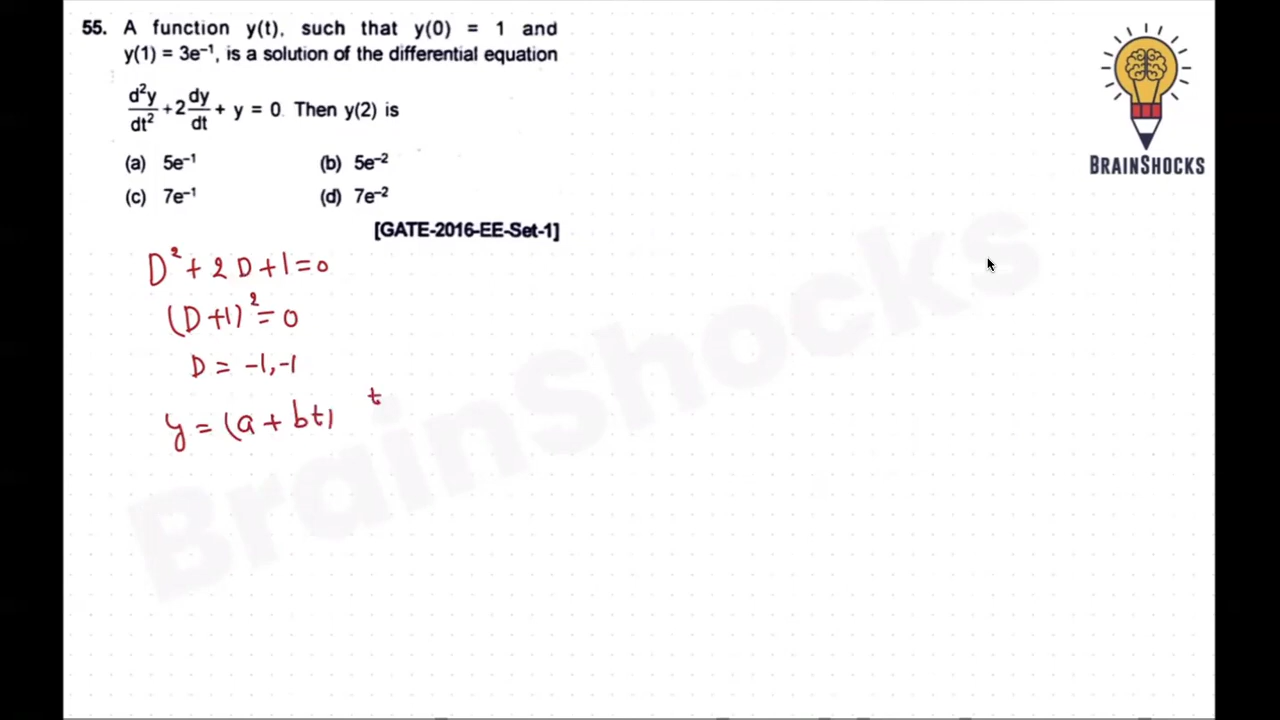 55. A function y(t), such that y(0) = 1 and
y(1) = 3e⁻¹, is a solution of the differential equation
d²y/dt² + 2 dy/dt + y = 0. Then y(2) is
(a) 5e⁻¹ (b) 5e⁻²
(c) 7e⁻¹ (d) 7e⁻²
[GATE-2016-EE-Set-1]
D² + 2D + 1 = 0
(D + 1)² = 0
D = -1, -1
y = (a + bt) t
BRAINSHOCKS
BrainShocks